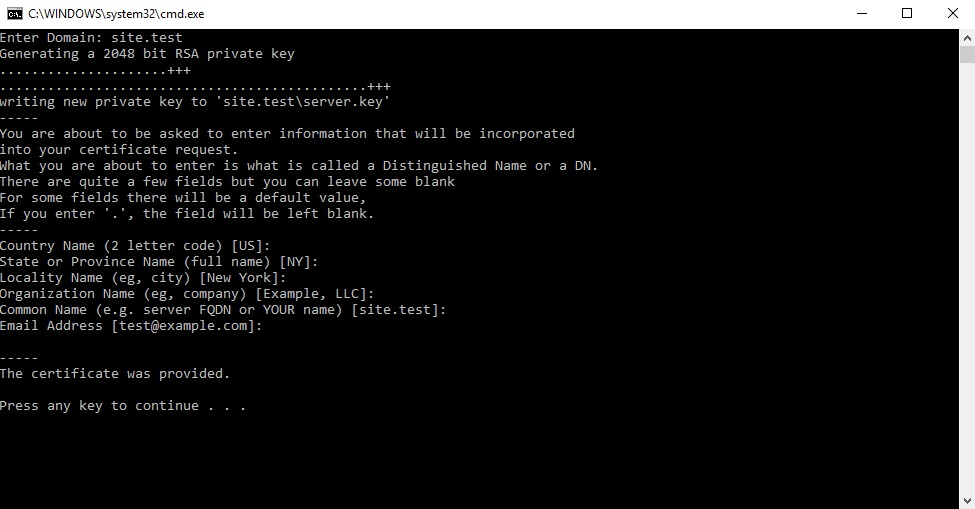 C:\WINDOWS\system32\cmd.exe
Enter Domain: site.test
Generating a 2048 bit RSA private key
.....................+++
..............................................+++
writing new private key to 'site.test\server.key'
-----
You are about to be asked to enter information that will be incorporated
into your certificate request.
What you are about to enter is what is called a Distinguished Name or a DN.
There are quite a few fields but you can leave some blank
For some fields there will be a default value,
If you enter '.', the field will be left blank.
-----
Country Name (2 letter code) [US]:
State or Province Name (full name) [NY]:
Locality Name (eg, city) [New York]:
Organization Name (eg, company) [Example, LLC]:
Common Name (e.g. server FQDN or YOUR name) [site.test]:
Email Address [test@example.com]:
-----
The certificate was provided.
Press any key to continue . . .